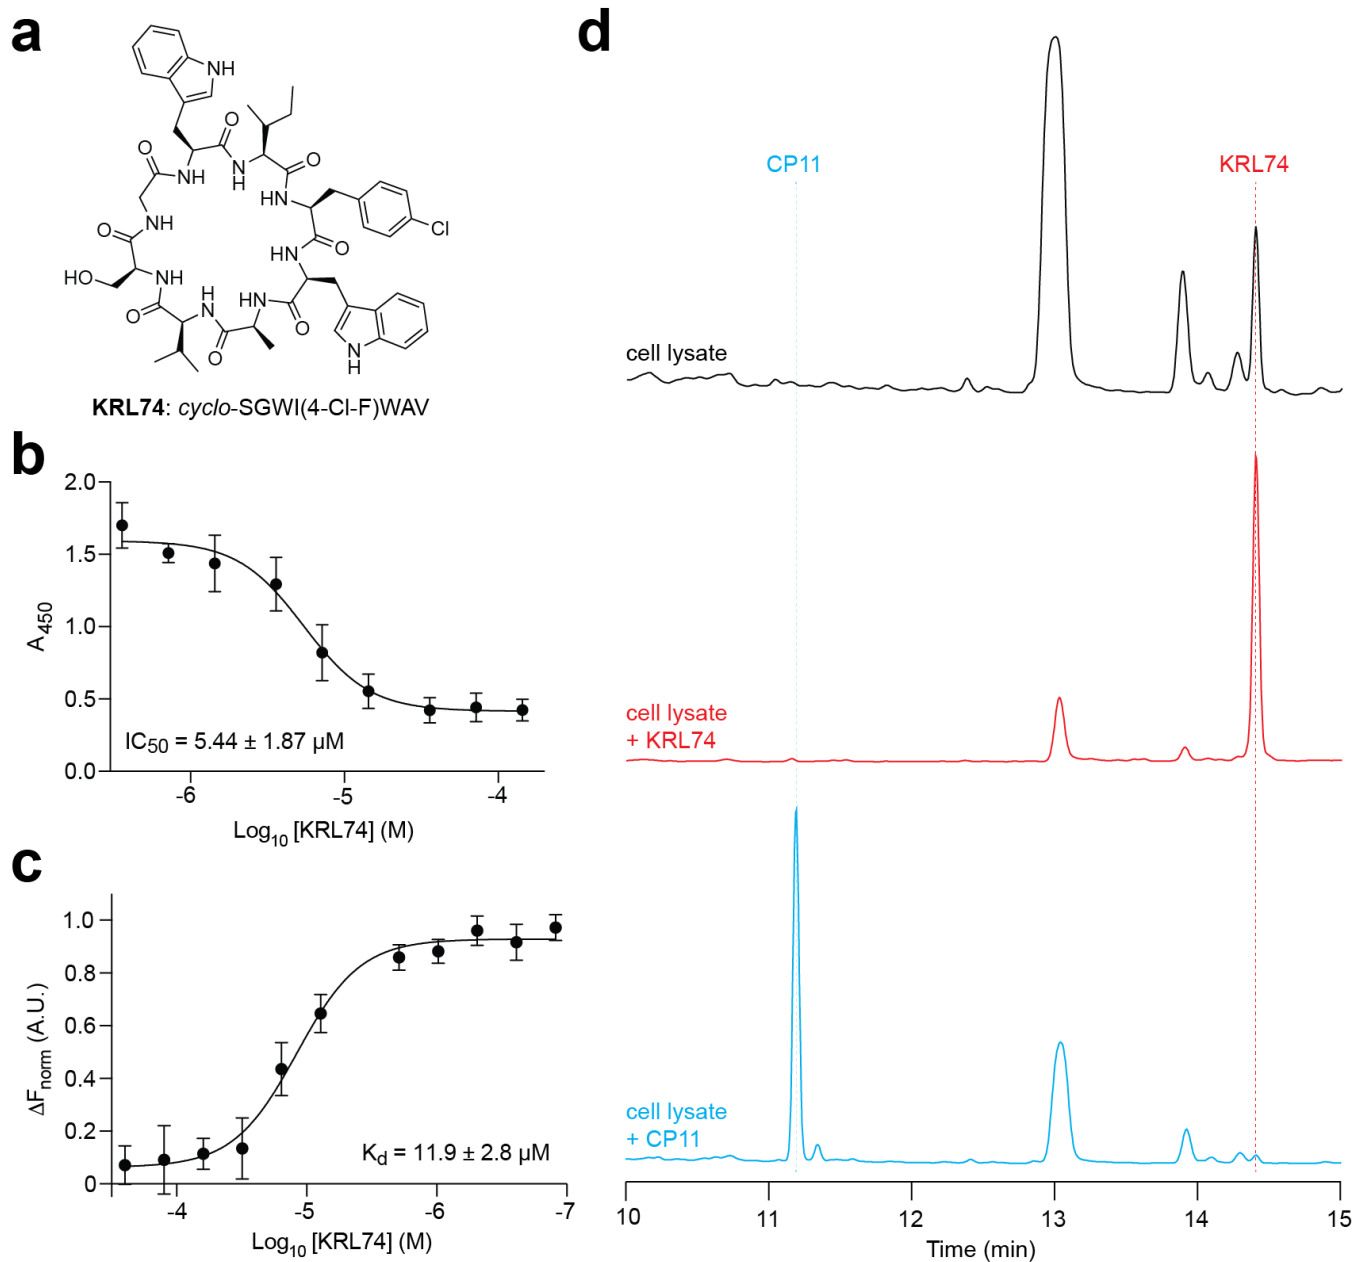 a
NH
O
O
O
NH
N
H
O
HN
Cl
O
NH
O
HN
HO
NH
H
N
HN
O
O
O
N
H
KRL74: cyclo-SGWI(4-Cl-F)WAV
b
2.0
1.5
1.0
0.5
0.0
A450
IC50 = 5.44 ± 1.87 µM
-6
-5
-4
Log10 [KRL74] (M)
c
1.0
0.8
0.6
0.4
0.2
0
ΔFnorm (A.U.)
Kd = 11.9 ± 2.8 µM
-4
-5
-6
-7
Log10 [KRL74] (M)
d
CP11
KRL74
cell lysate
cell lysate
+ KRL74
cell lysate
+ CP11
10
11
12
13
14
15
Time (min)